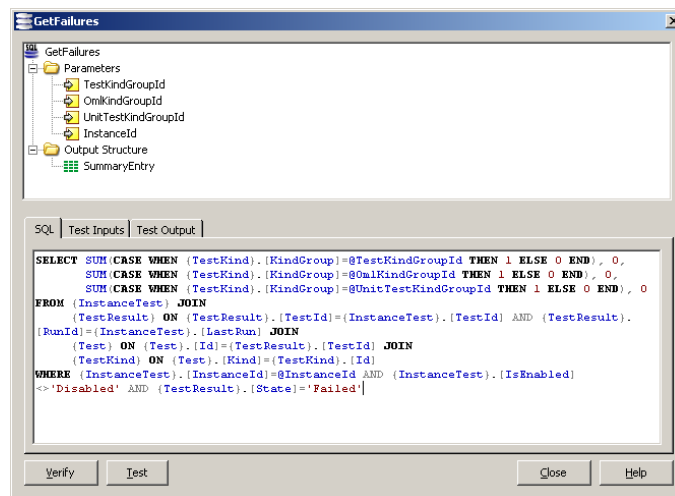 GetFailures
SQL GetFailures
Parameters
TestKindGroupId
OmlKindGroupId
UnitTestKindGroupId
InstanceId
Output Structure
SummaryEntry
SQL Test Inputs Test Output
SELECT SUM(CASE WHEN {TestKind}.[KindGroup]=@TestKindGroupId THEN 1 ELSE 0 END), 0,
SUM(CASE WHEN {TestKind}.[KindGroup]=@OmlKindGroupId THEN 1 ELSE 0 END), 0,
SUM(CASE WHEN {TestKind}.[KindGroup]=@UnitTestKindGroupId THEN 1 ELSE 0 END), 0
FROM {InstanceTest} JOIN
{TestResult} ON {TestResult}.[TestId]={InstanceTest}.[TestId] AND {TestResult}.
[RunId]={InstanceTest}.[LastRun] JOIN
{Test} ON {Test}.[Id]={TestResult}.[TestId] JOIN
{TestKind} ON {Test}.[Kind]={TestKind}.[Id]
WHERE {InstanceTest}.[InstanceId]=@InstanceId AND {InstanceTest}.[IsEnabled]
<>'Disabled' AND {TestResult}.[State]='Failed'
Verify Test Close Help